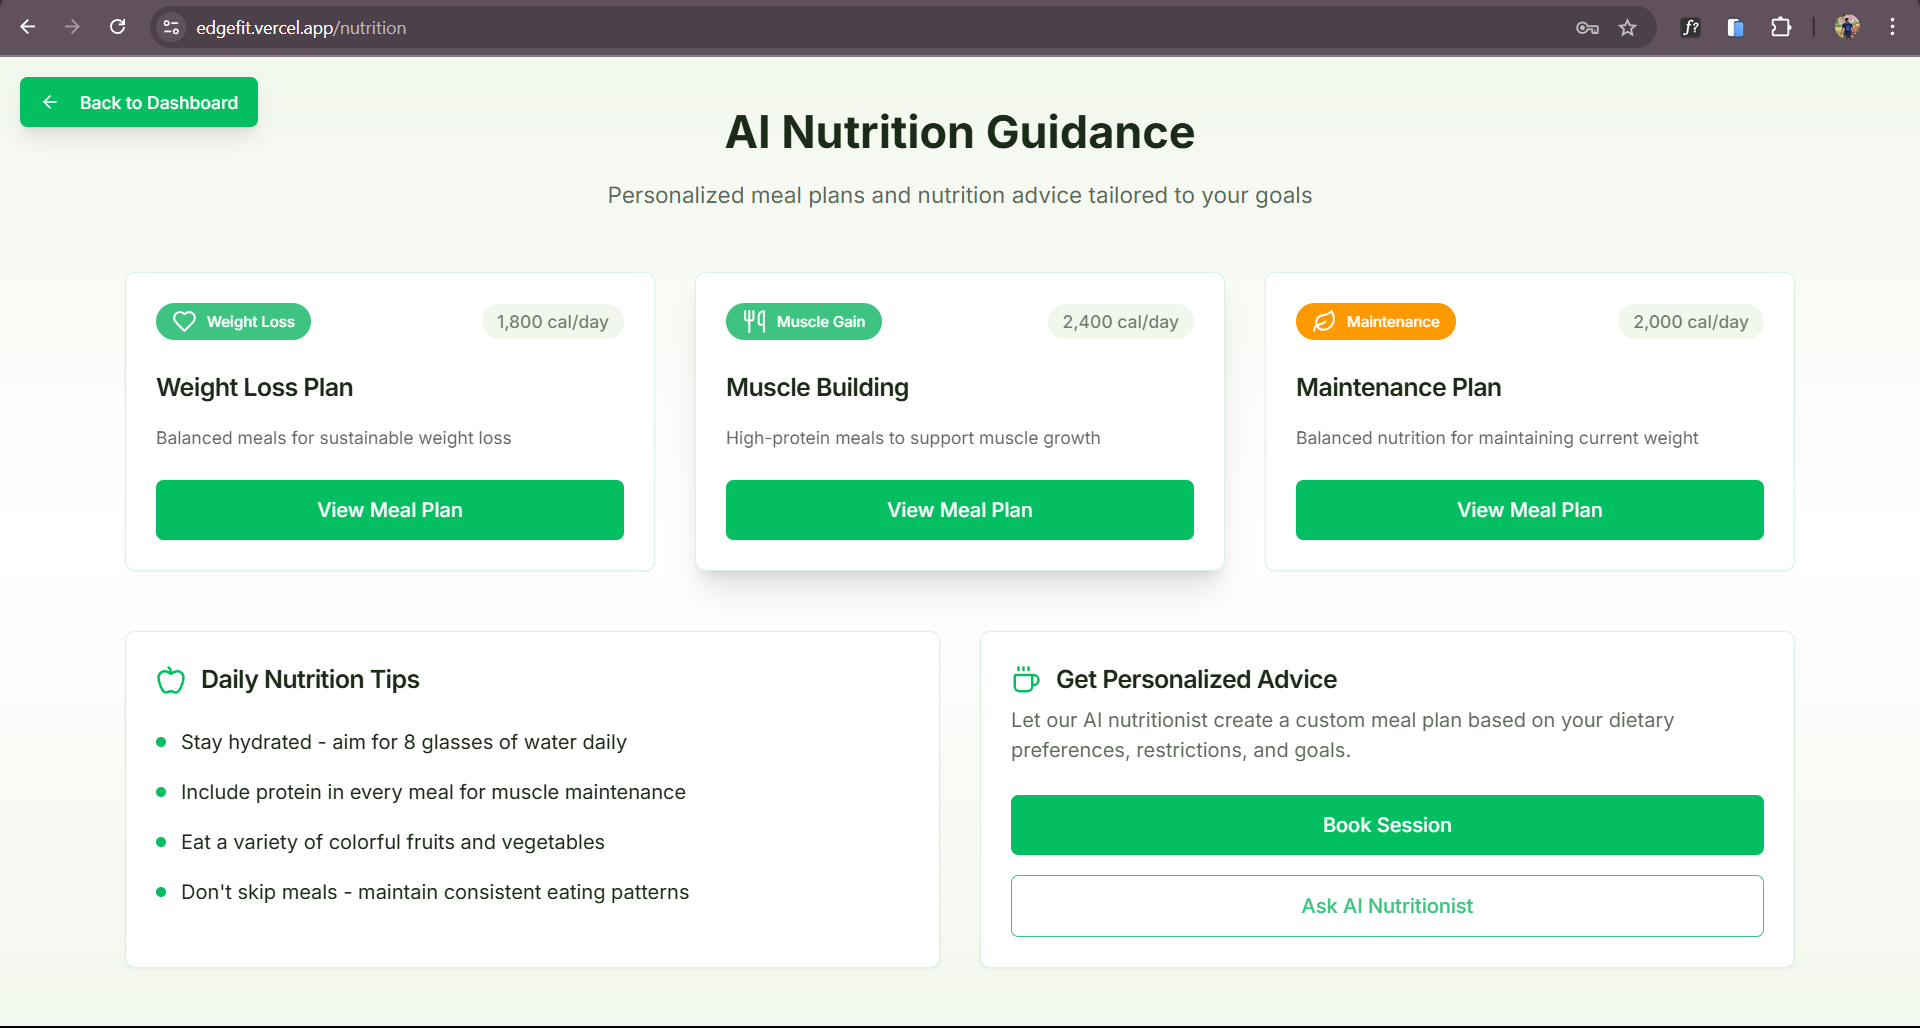 edgefit.vercel.app/nutrition
f?
Back to Dashboard
AI Nutrition Guidance
Personalized meal plans and nutrition advice tailored to your goals
Weight Loss
1,800 cal/day
Weight Loss Plan
Balanced meals for sustainable weight loss
View Meal Plan
Muscle Gain
2,400 cal/day
Muscle Building
High-protein meals to support muscle growth
View Meal Plan
Maintenance
2,000 cal/day
Maintenance Plan
Balanced nutrition for maintaining current weight
View Meal Plan
Daily Nutrition Tips
Stay hydrated - aim for 8 glasses of water daily
Include protein in every meal for muscle maintenance
Eat a variety of colorful fruits and vegetables
Don't skip meals - maintain consistent eating patterns
Get Personalized Advice
Let our AI nutritionist create a custom meal plan based on your dietary
preferences, restrictions, and goals.
Book Session
Ask AI Nutritionist